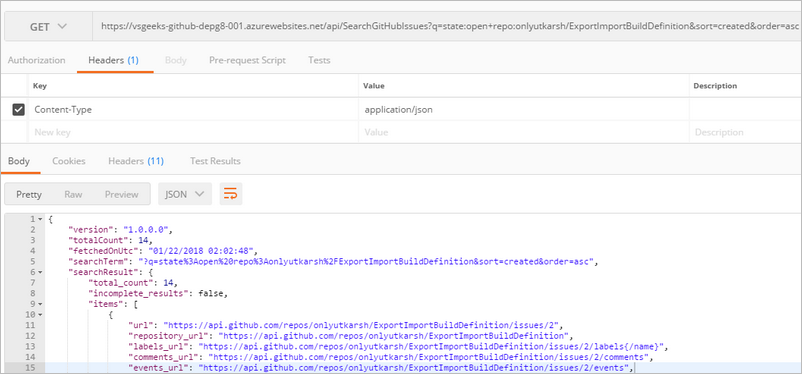 GET https://vsgeeks-github-depg8-001.azurewebsites.net/api/SearchGitHubIssues?q=state:open+repo:onlyutkarsh/ExportImportBuildDefinition&sort=created&order=asc
Authorization Headers (1) Body Pre-request Script Tests
Key Value Description
Content-Type application/json
New key Value Description
Body Cookies Headers (11) Test Results
Pretty Raw Preview JSON
1 {
2 "version": "1.0.0.0",
3 "totalCount": 14,
4 "fetchedOnUtc": "01/22/2018 02:02:48",
5 "searchTerm": "?q=state%3Aopen%20repo%3Aonlyutkarsh%2FExportImportBuildDefinition&sort=created&order=asc",
6 "searchResult": {
7 "total_count": 14,
8 "incomplete_results": false,
9 "items": [
10 {
11 "url": "https://api.github.com/repos/onlyutkarsh/ExportImportBuildDefinition/issues/2",
12 "repository_url": "https://api.github.com/repos/onlyutkarsh/ExportImportBuildDefinition",
13 "labels_url": "https://api.github.com/repos/onlyutkarsh/ExportImportBuildDefinition/issues/2/labels{/name}",
14 "comments_url": "https://api.github.com/repos/onlyutkarsh/ExportImportBuildDefinition/issues/2/comments",
15 "events_url": "https://api.github.com/repos/onlyutkarsh/ExportImportBuildDefinition/issues/2/events",